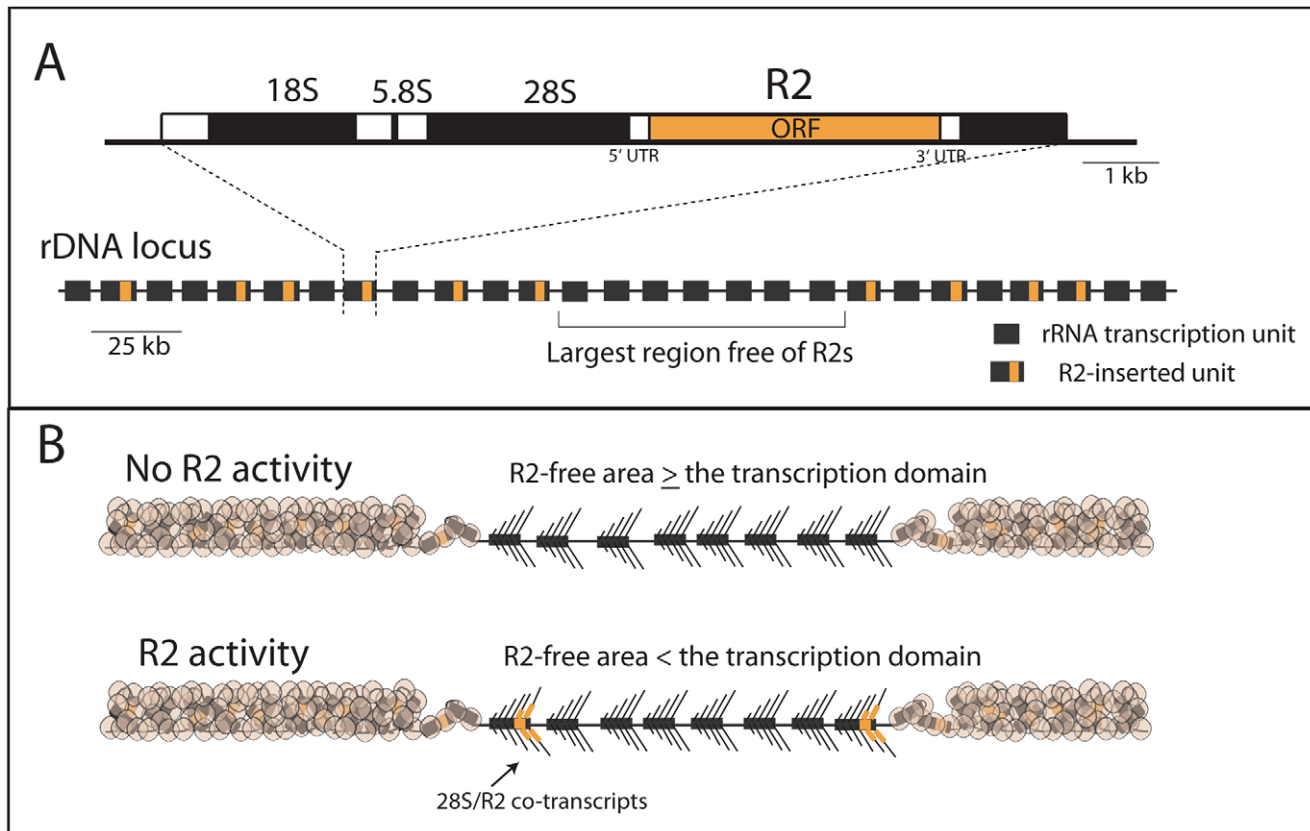 A
18S 5.8S 28S R2
ORF
5' UTR 3' UTR
1 kb
rDNA locus
25 kb
Largest region free of R2s
rRNA transcription unit
R2-inserted unit
B
No R2 activity
R2-free area ≥ the transcription domain
R2 activity
R2-free area < the transcription domain
28S/R2 co-transcripts